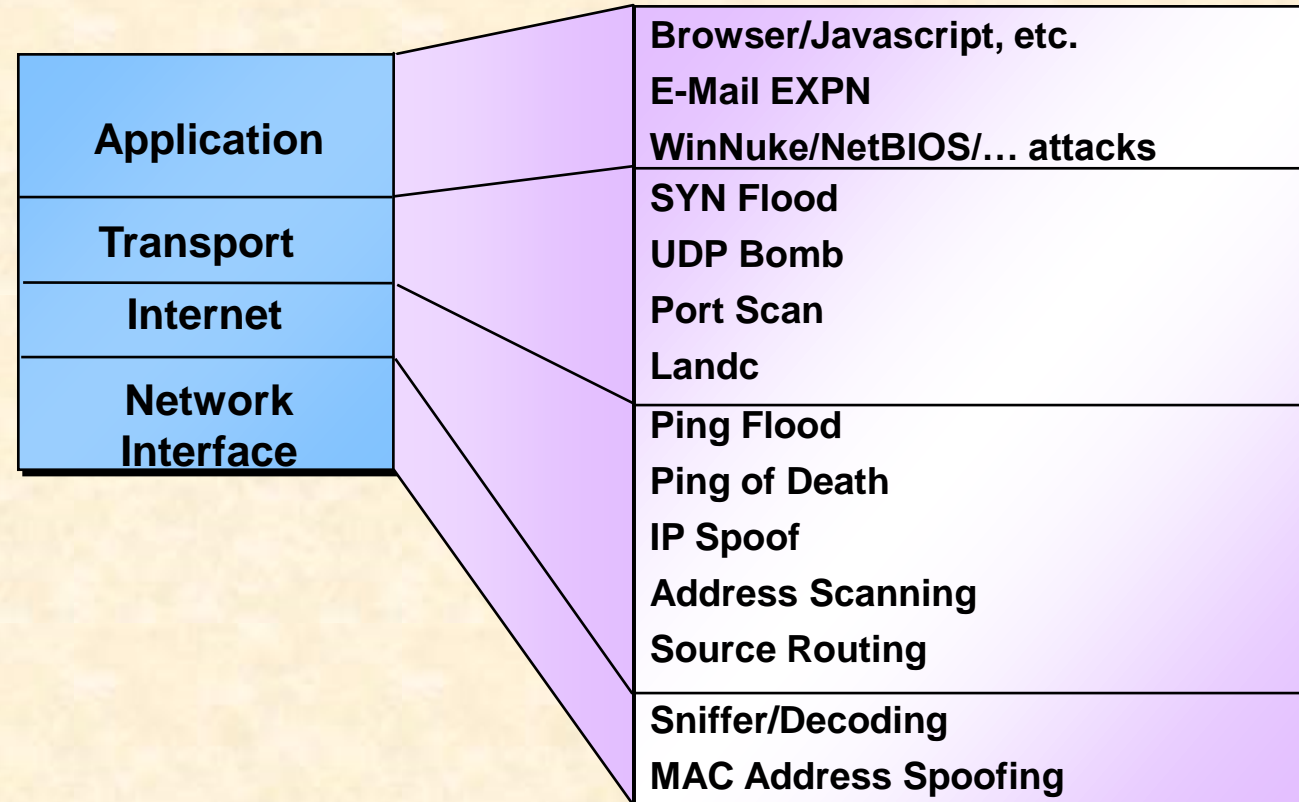 Application
Transport
Internet
Network
Interface
Browser/Javascript, etc.
E-Mail EXPN
WinNuke/NetBIOS/… attacks
SYN Flood
UDP Bomb
Port Scan
Landc
Ping Flood
Ping of Death
IP Spoof
Address Scanning
Source Routing
Sniffer/Decoding
MAC Address Spoofing